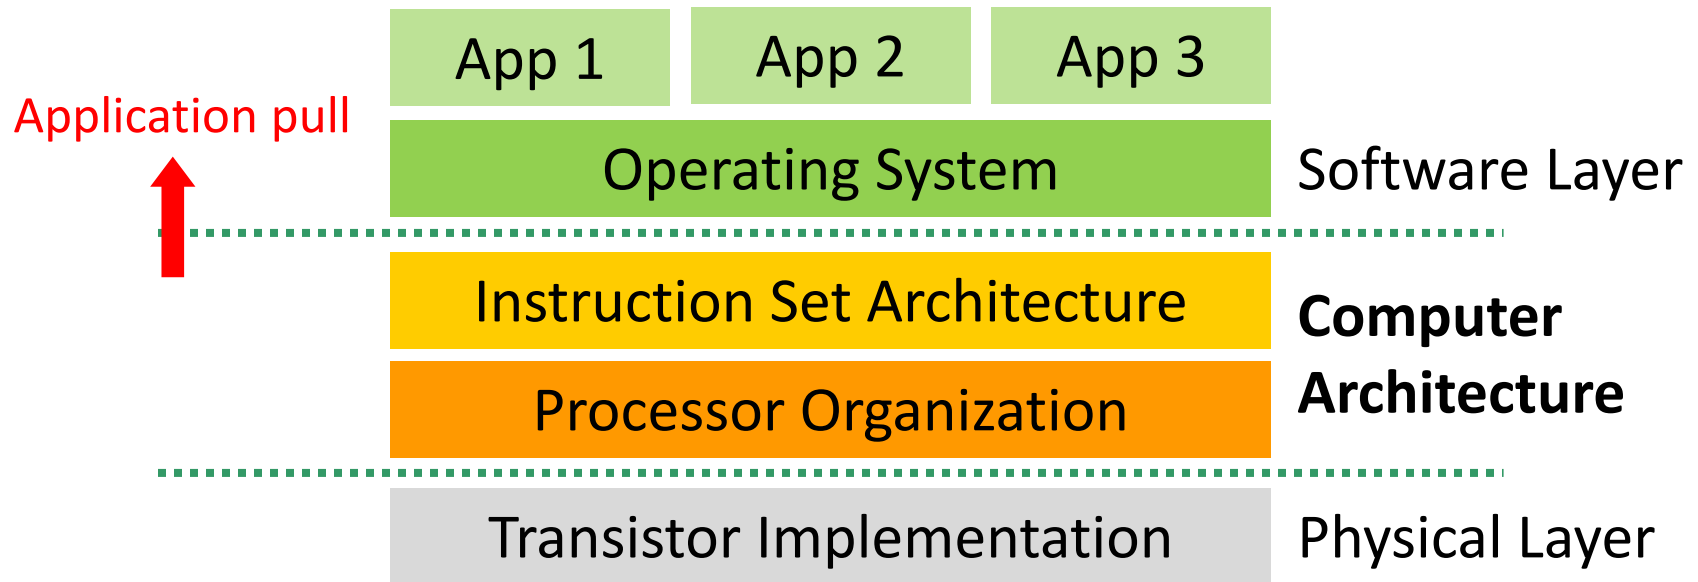 App 1
App 2
App 3
Application pull
Operating System
Software Layer
Instruction Set Architecture
Computer
Architecture
Processor Organization
Transistor Implementation
Physical Layer